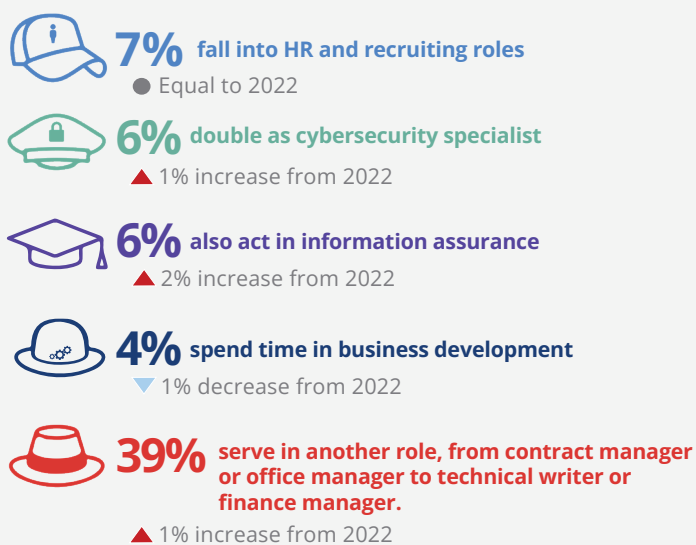 7% fall into HR and recruiting roles
Equal to 2022
6% double as cybersecurity specialist
1% increase from 2022
6% also act in information assurance
2% increase from 2022
4% spend time in business development
1% decrease from 2022
39% serve in another role, from contract manager
or office manager to technical writer or
finance manager.
1% increase from 2022